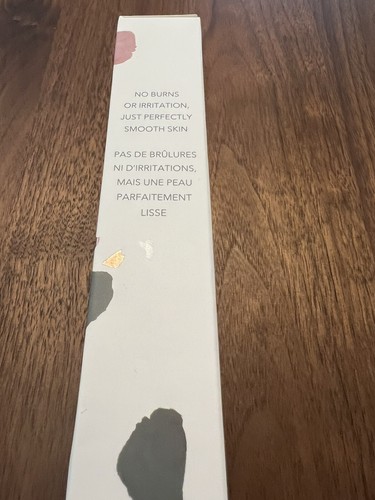 NO BURNS
OR IRRITATION,
JUST PERFECTLY
SMOOTH SKIN
PAS DE BRÛLURES
NI D'IRRITATIONS,
MAIS UNE PEAU
PARFAITEMENT
LISSE